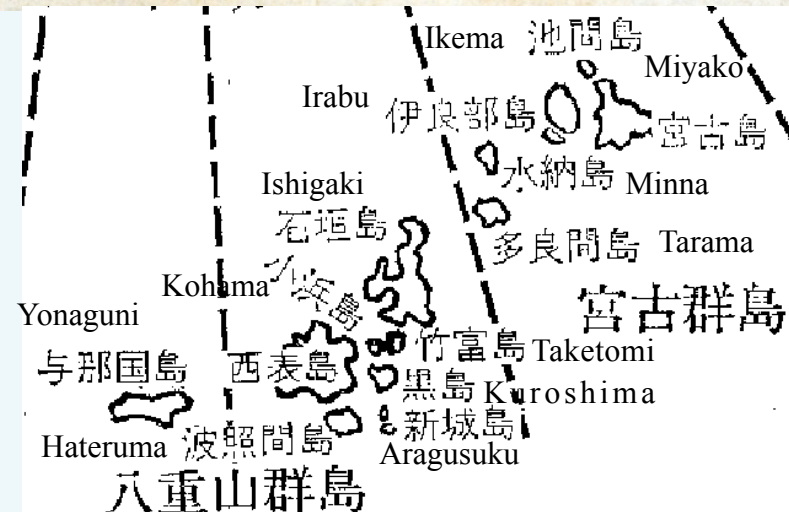 Ikema 池間島
Miyako
Irabu 伊良部島
宮古島
水納島 Minna
Ishigaki
石垣島
多良間島 Tarama
Kohama 小浜島
宮古群島
Yonaguni
竹富島 Taketomi
与那国島 西表島
黒島 Kuroshima
Hateruma 波照間島
新城島
Aragusuku
八重山群島